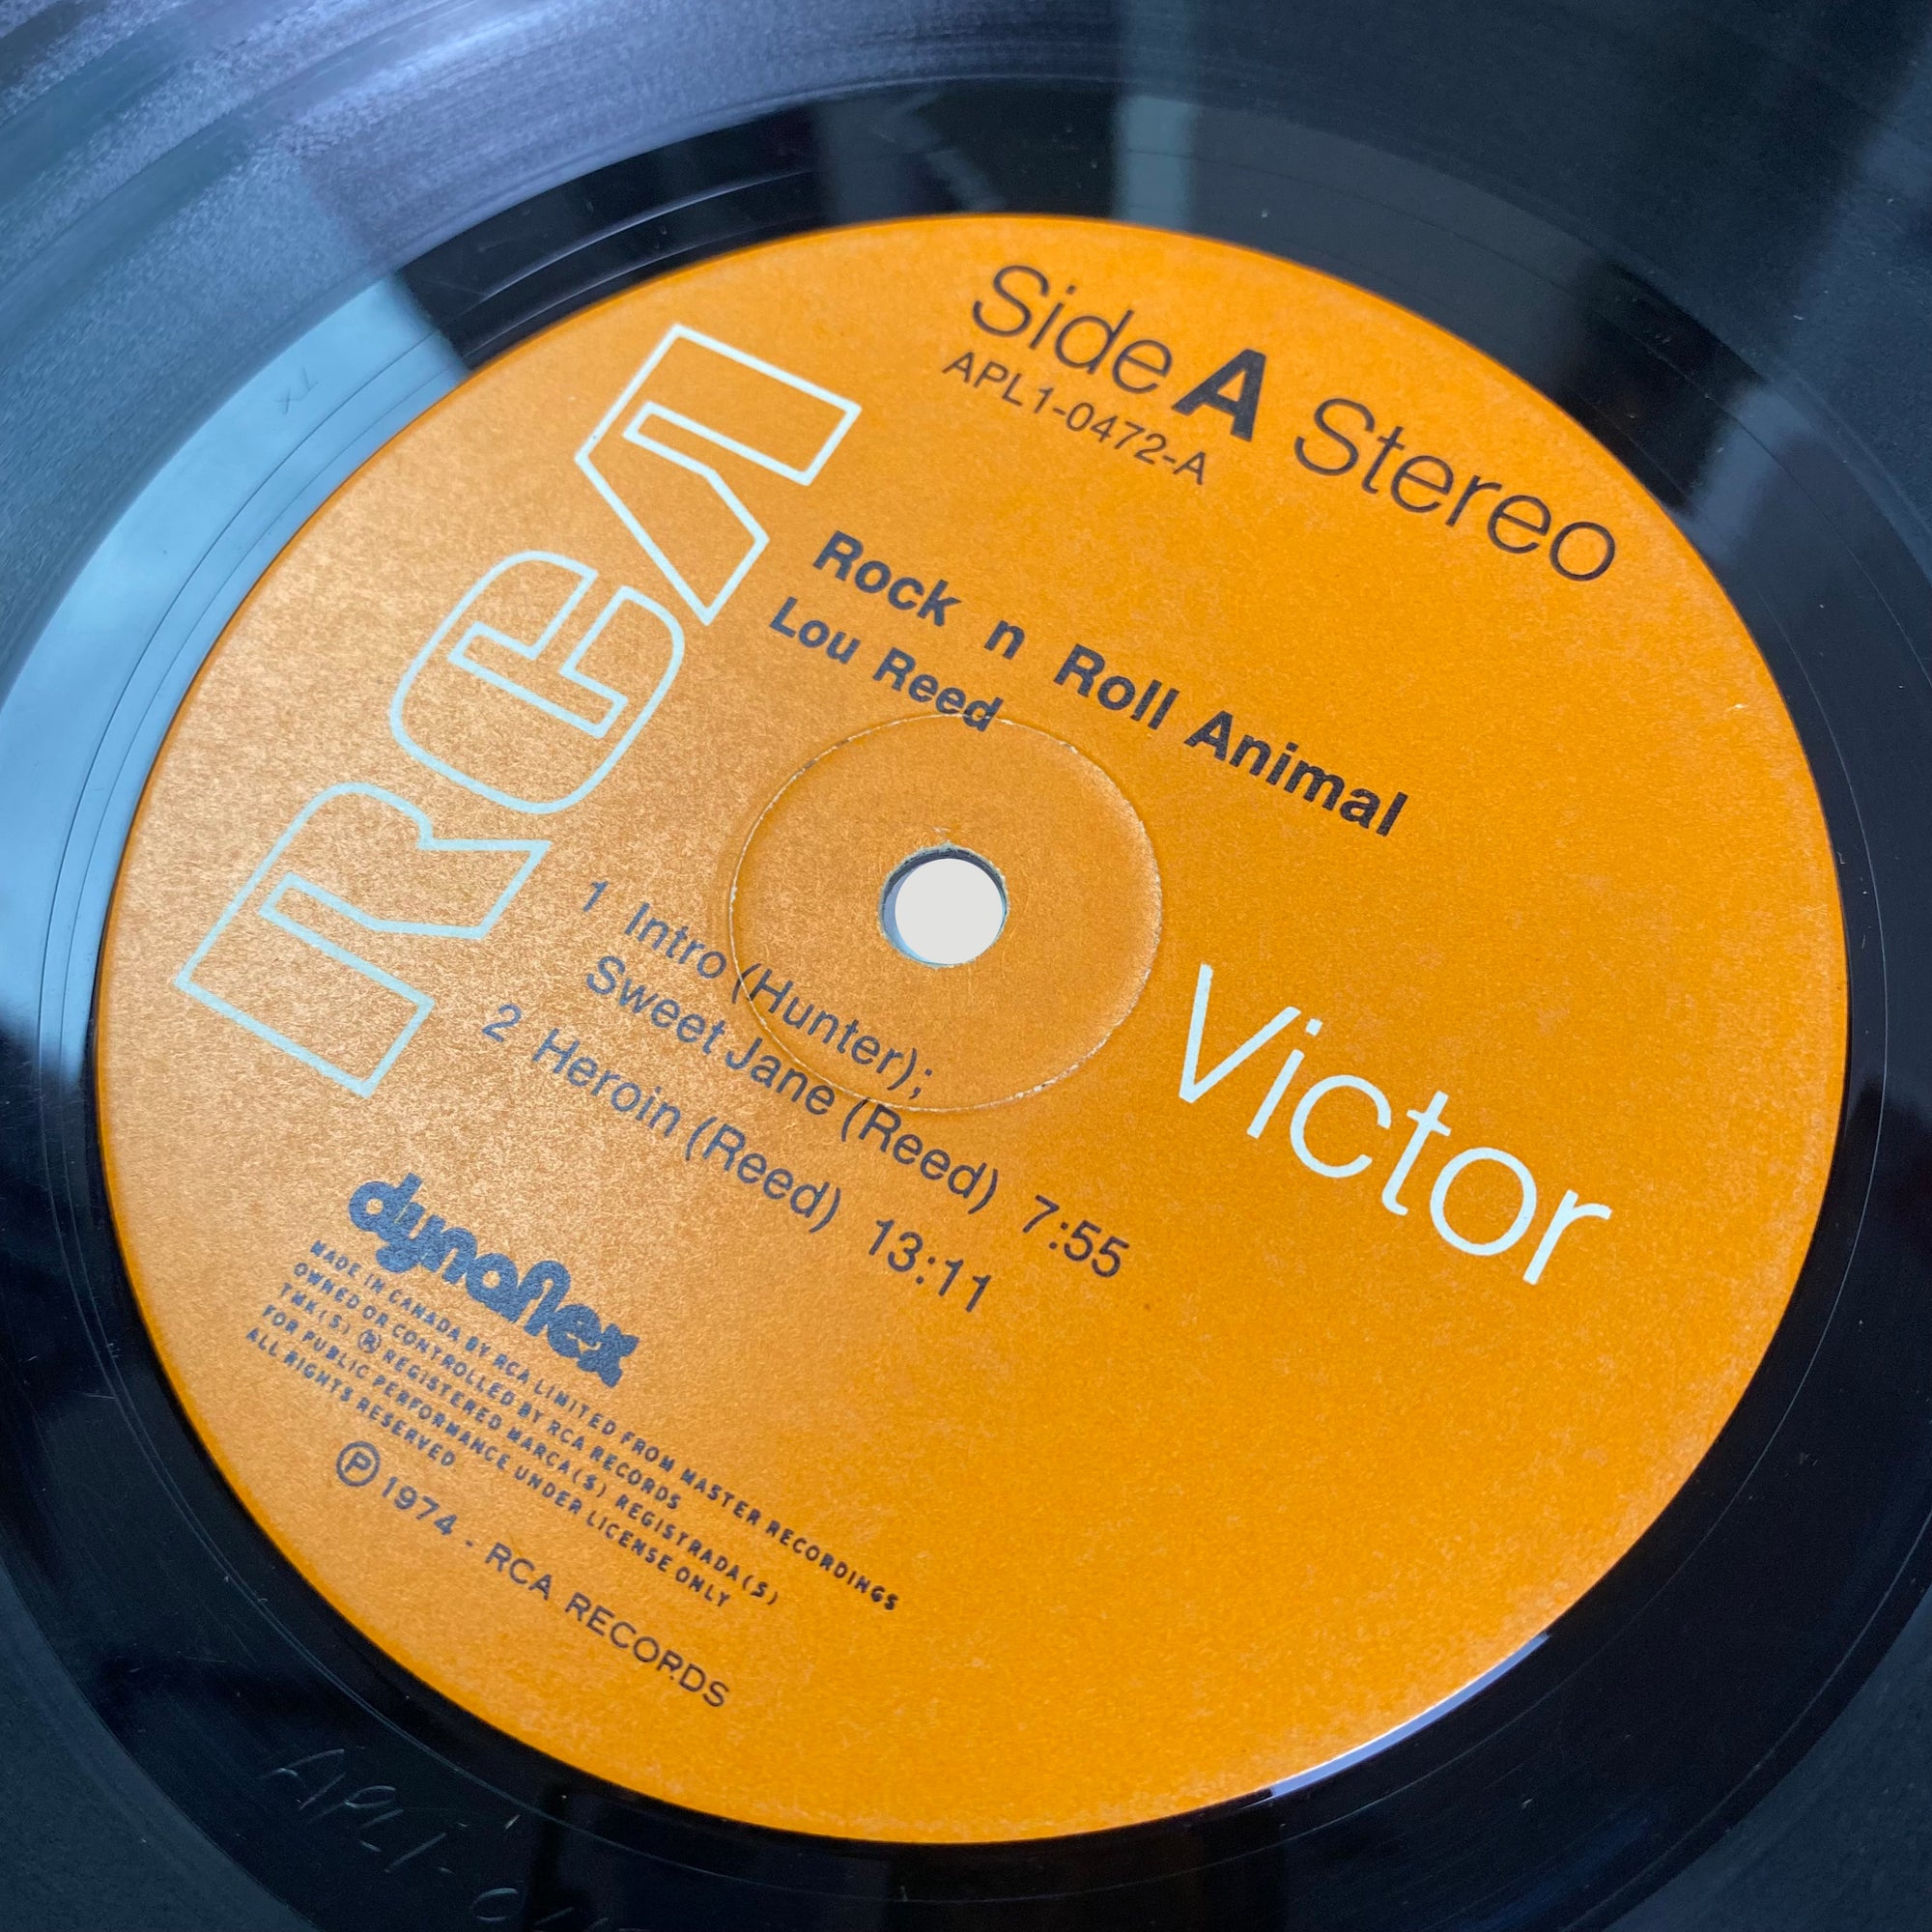 Side A Stereo
APL1-0472-A
RCA
Rock n Roll Animal
Lou Reed
1 Intro (Hunter);
Sweet Jane (Reed) 7:55
2 Heroin (Reed) 13:11
Victor
dynaflex
MADE IN CANADA BY RCA LIMITED FROM MASTER RECORDINGS
OWNED OR CONTROLLED BY RCA RECORDS
TMK(S) ® REGISTERED MARCA(S) REGISTRADA(S)
FOR PUBLIC PERFORMANCE UNDER LICENSE ONLY
ALL RIGHTS RESERVED
℗ 1974 - RCA RECORDS